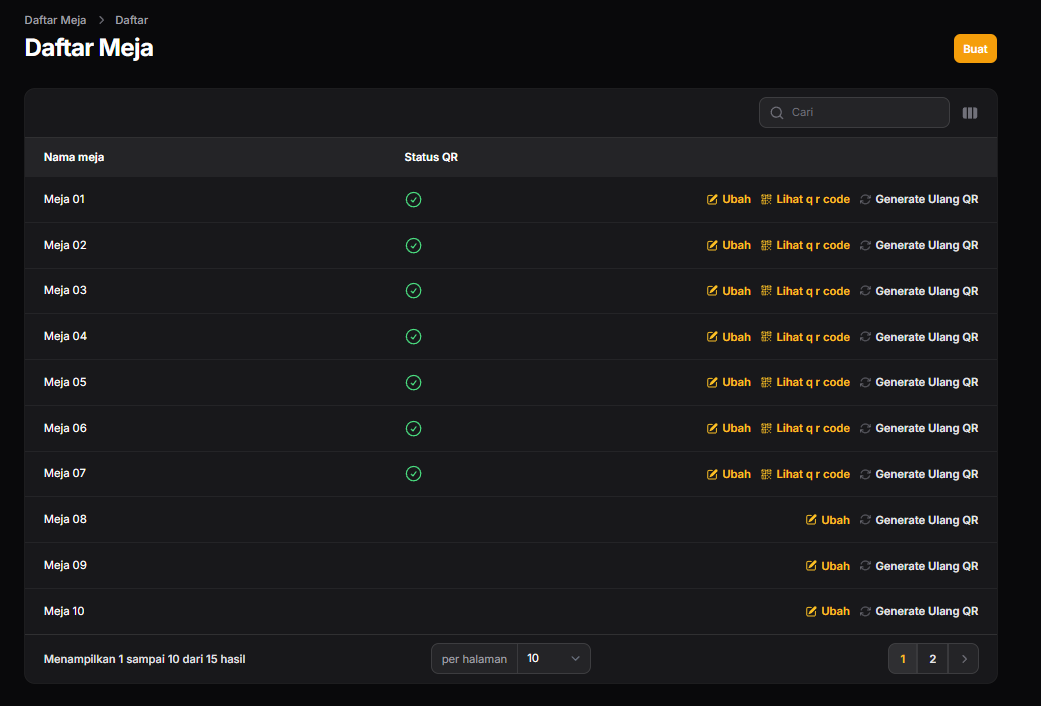 Daftar Meja > Daftar
Daftar Meja
Buat
Cari
Nama meja Status QR
Meja 01 Ubah Lihat q r code Generate Ulang QR
Meja 02 Ubah Lihat q r code Generate Ulang QR
Meja 03 Ubah Lihat q r code Generate Ulang QR
Meja 04 Ubah Lihat q r code Generate Ulang QR
Meja 05 Ubah Lihat q r code Generate Ulang QR
Meja 06 Ubah Lihat q r code Generate Ulang QR
Meja 07 Ubah Lihat q r code Generate Ulang QR
Meja 08 Ubah Generate Ulang QR
Meja 09 Ubah Generate Ulang QR
Meja 10 Ubah Generate Ulang QR
Menampilkan 1 sampai 10 dari 15 hasil per halaman 10 1 2 >